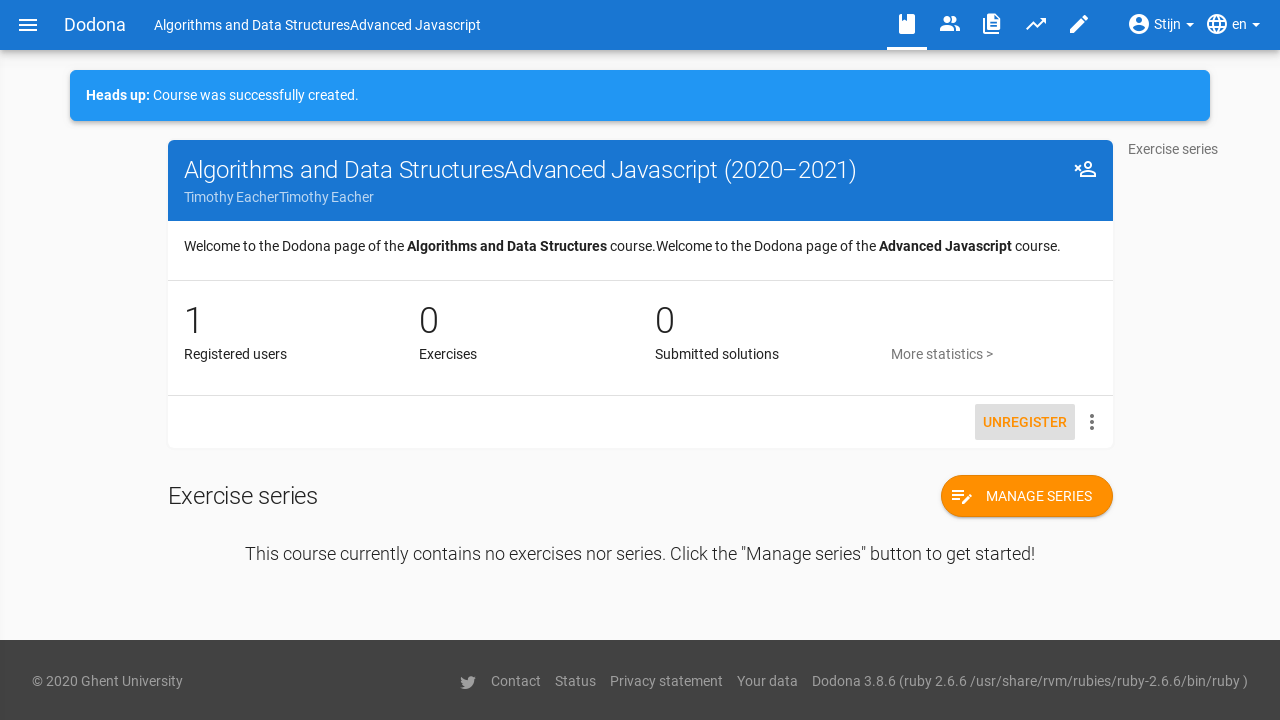 Dodona Algorithms and Data StructuresAdvanced Javascript Stijn en
Heads up: Course was successfully created.
Algorithms and Data StructuresAdvanced Javascript (2020–2021)
Exercise series
Timothy EacherTimothy Eacher
Welcome to the Dodona page of the Algorithms and Data Structures course.Welcome to the Dodona page of the Advanced Javascript course.
1 0 0
Registered users Exercises Submitted solutions More statistics >
UNREGISTER
Exercise series MANAGE SERIES
This course currently contains no exercises nor series. Click the "Manage series" button to get started!
© 2020 Ghent University Contact Status Privacy statement Your data Dodona 3.8.6 (ruby 2.6.6 /usr/share/rvm/rubies/ruby-2.6.6/bin/ruby )